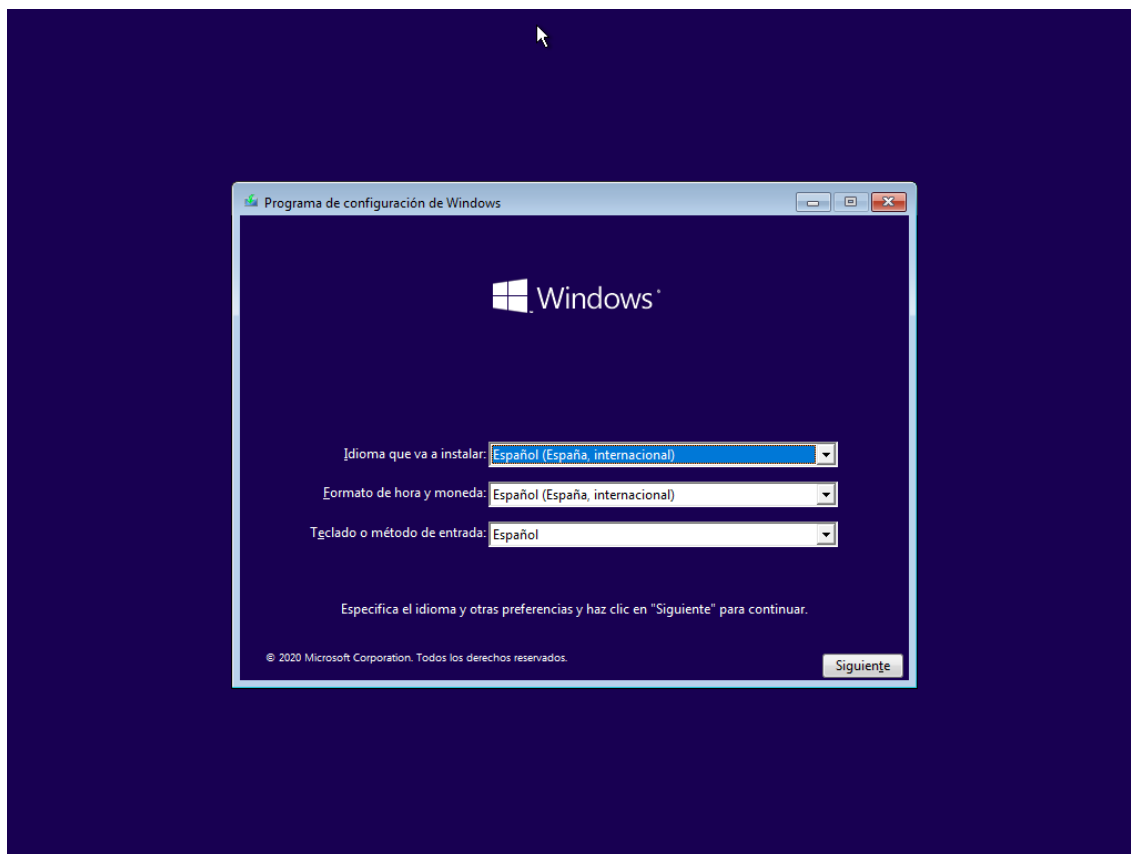 Programa de configuración de Windows
Windows
Idioma que va a instalar: Español (España, internacional)
Formato de hora y moneda: Español (España, internacional)
Teclado o método de entrada: Español
Especifica el idioma y otras preferencias y haz clic en "Siguiente" para continuar.
© 2020 Microsoft Corporation. Todos los derechos reservados.
Siguiente